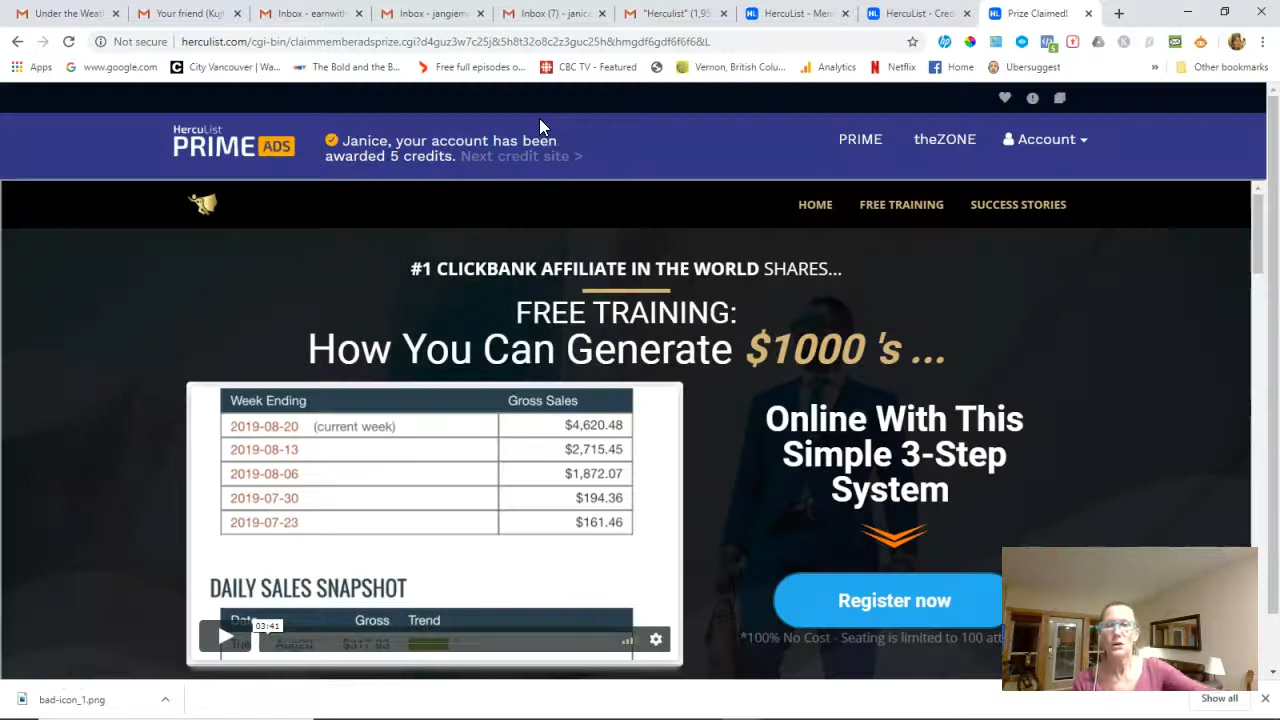 Under the Weat
Your friend (Kuj
Inbox - earnwith
Inbox - jangiem
Inbox (7) - janic
"Herculist" (1,95
HercuList - Men
HercuList - Cred
Prize Claimed!
Not secure
herculist.com/cgi-bin/claimmemberadsprize.cgi?d4guz3w7c25j&5h8t32o8c2z3guc25h&hmgdf6gdf6f6f6&L
Apps
www.google.com
City Vancouver | Wa...
The Bold and the B...
Free full episodes o...
CBC TV - Featured
Vernon, British Colu...
Analytics
Netflix
Home
Ubersuggest
»
Other bookmarks
HercuList
PRIME ADS
Janice, your account has been
awarded 5 credits. Next credit site >
PRIME
theZONE
Account
HOME
FREE TRAINING
SUCCESS STORIES
#1 CLICKBANK AFFILIATE IN THE WORLD SHARES...
FREE TRAINING:
How You Can Generate $1000 's ...
Week Ending Gross Sales
2019-08-20 (current week) $4,620.48
2019-08-13 $2,715.45
2019-08-06 $1,872.07
2019-07-30 $194.36
2019-07-23 $161.46
DAILY SALES SNAPSHOT
Gross Trend
03:41
Online With This
Simple 3-Step
System
Register now
*100% No Cost - Seating is limited to 100 att
bad-icon_1.png
Show all